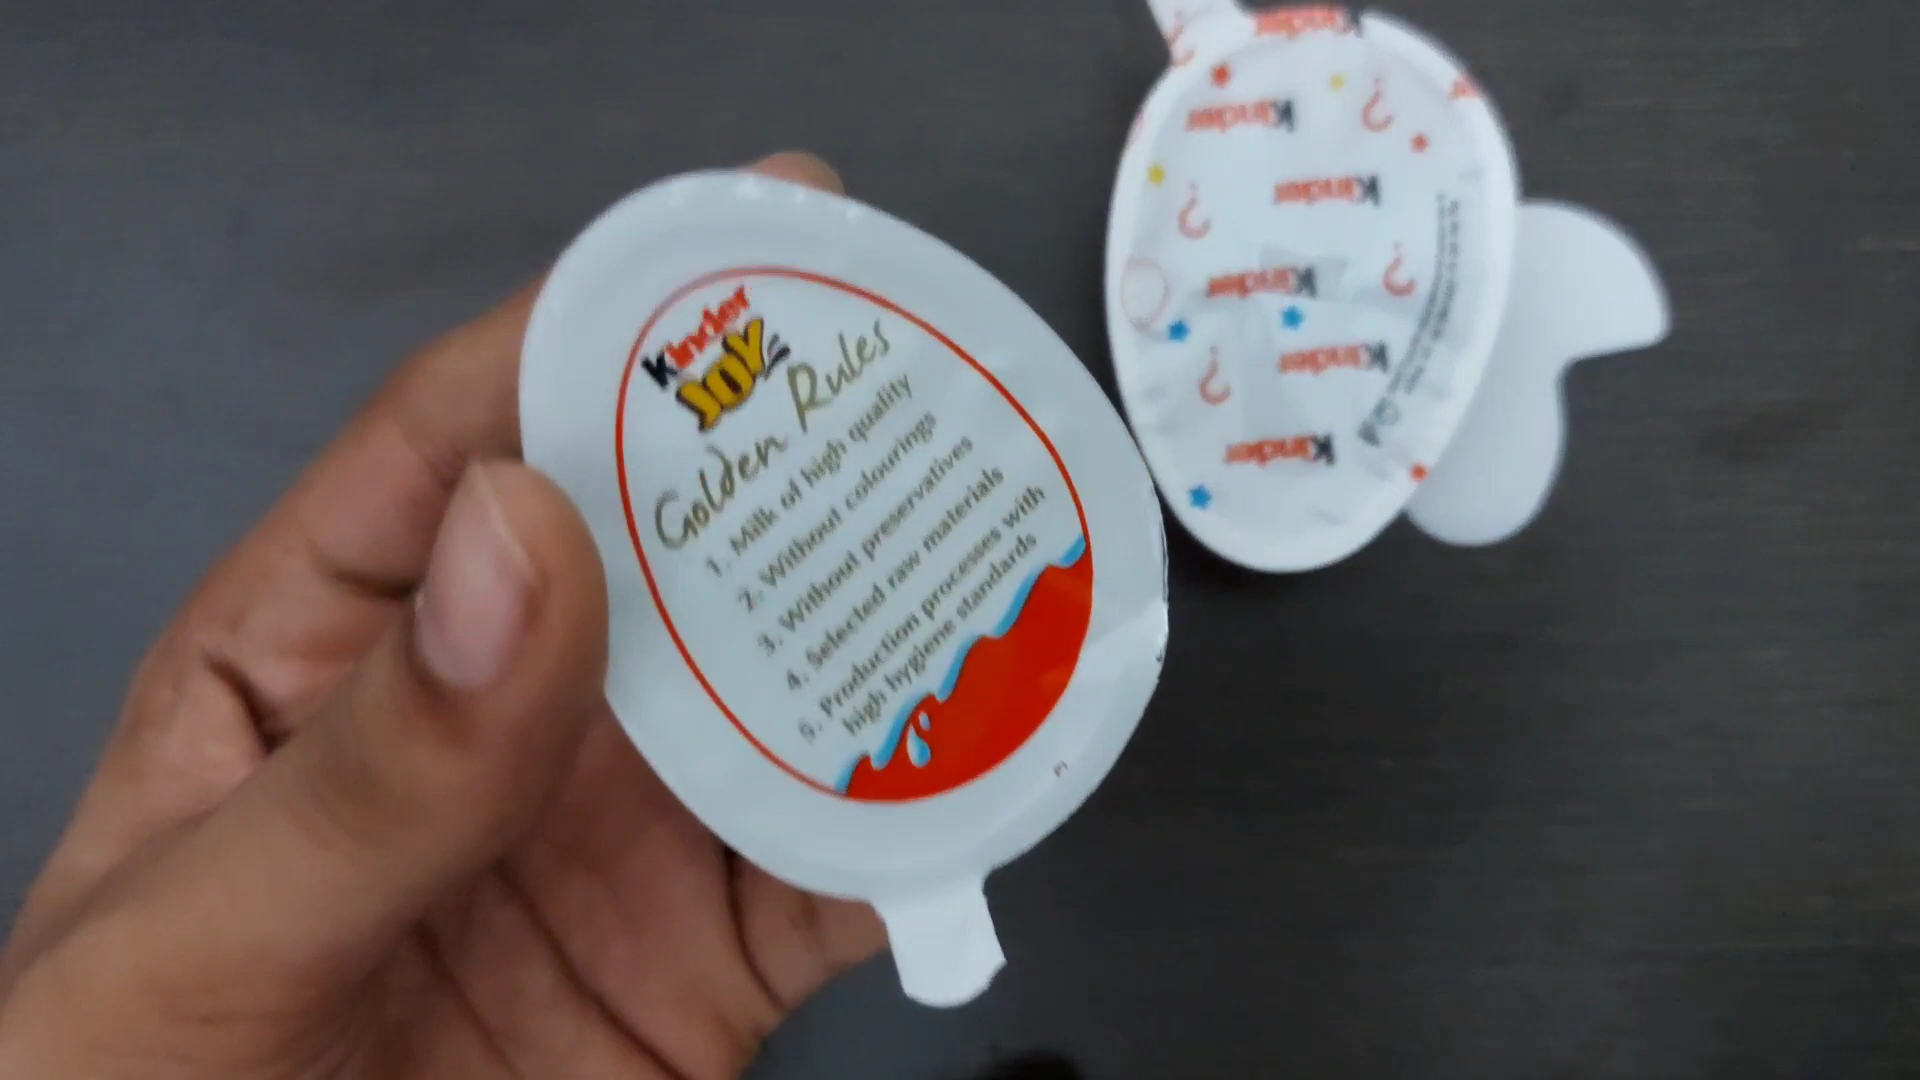 Kinder
JOY
Golden Rules
1. Milk of high quality
2. Without colourings
3. Without preservatives
4. Selected raw materials
5. Production processes with
high hygiene standards
Kinder
Kinder
Kinder
Kinder
Kinder
Kinder